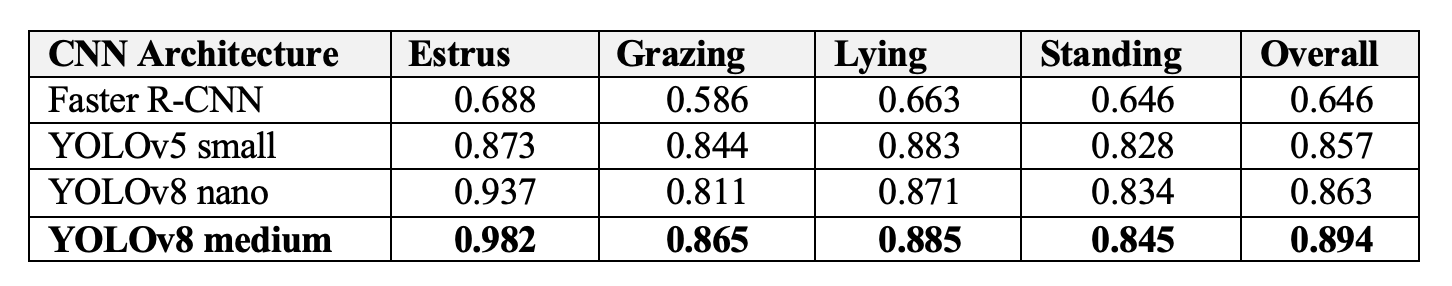 CNN Architecture Estrus Grazing Lying Standing Overall
Faster R-CNN 0.688 0.586 0.663 0.646 0.646
YOLOv5 small 0.873 0.844 0.883 0.828 0.857
YOLOv8 nano 0.937 0.811 0.871 0.834 0.863
YOLOv8 medium 0.982 0.865 0.885 0.845 0.894